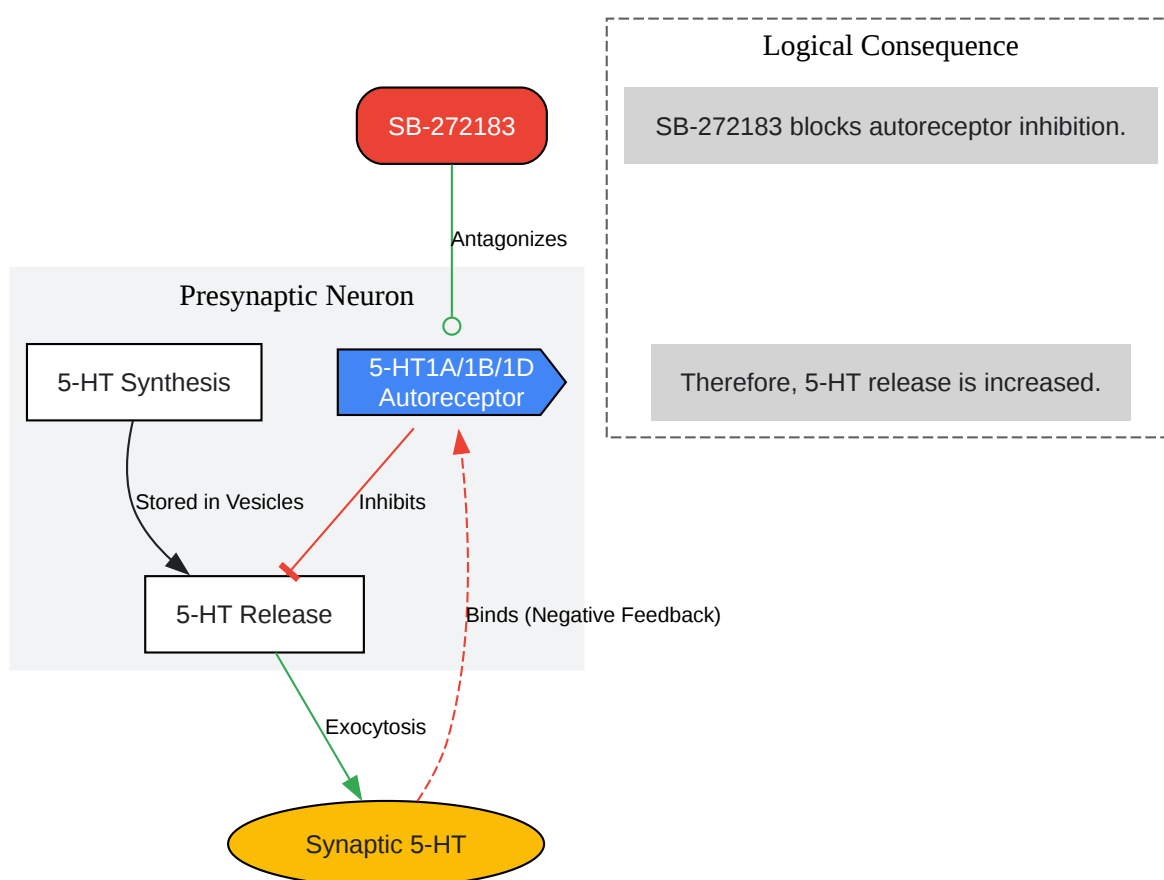 Logical Consequence
SB-272183
SB-272183 blocks autoreceptor inhibition.
Antagonizes
Presynaptic Neuron
5-HT Synthesis
5-HT1A/1B/1D
Autoreceptor
Therefore, 5-HT release is increased.
Stored in Vesicles
Inhibits
5-HT Release
Binds (Negative Feedback)
Exocytosis
Synaptic 5-HT